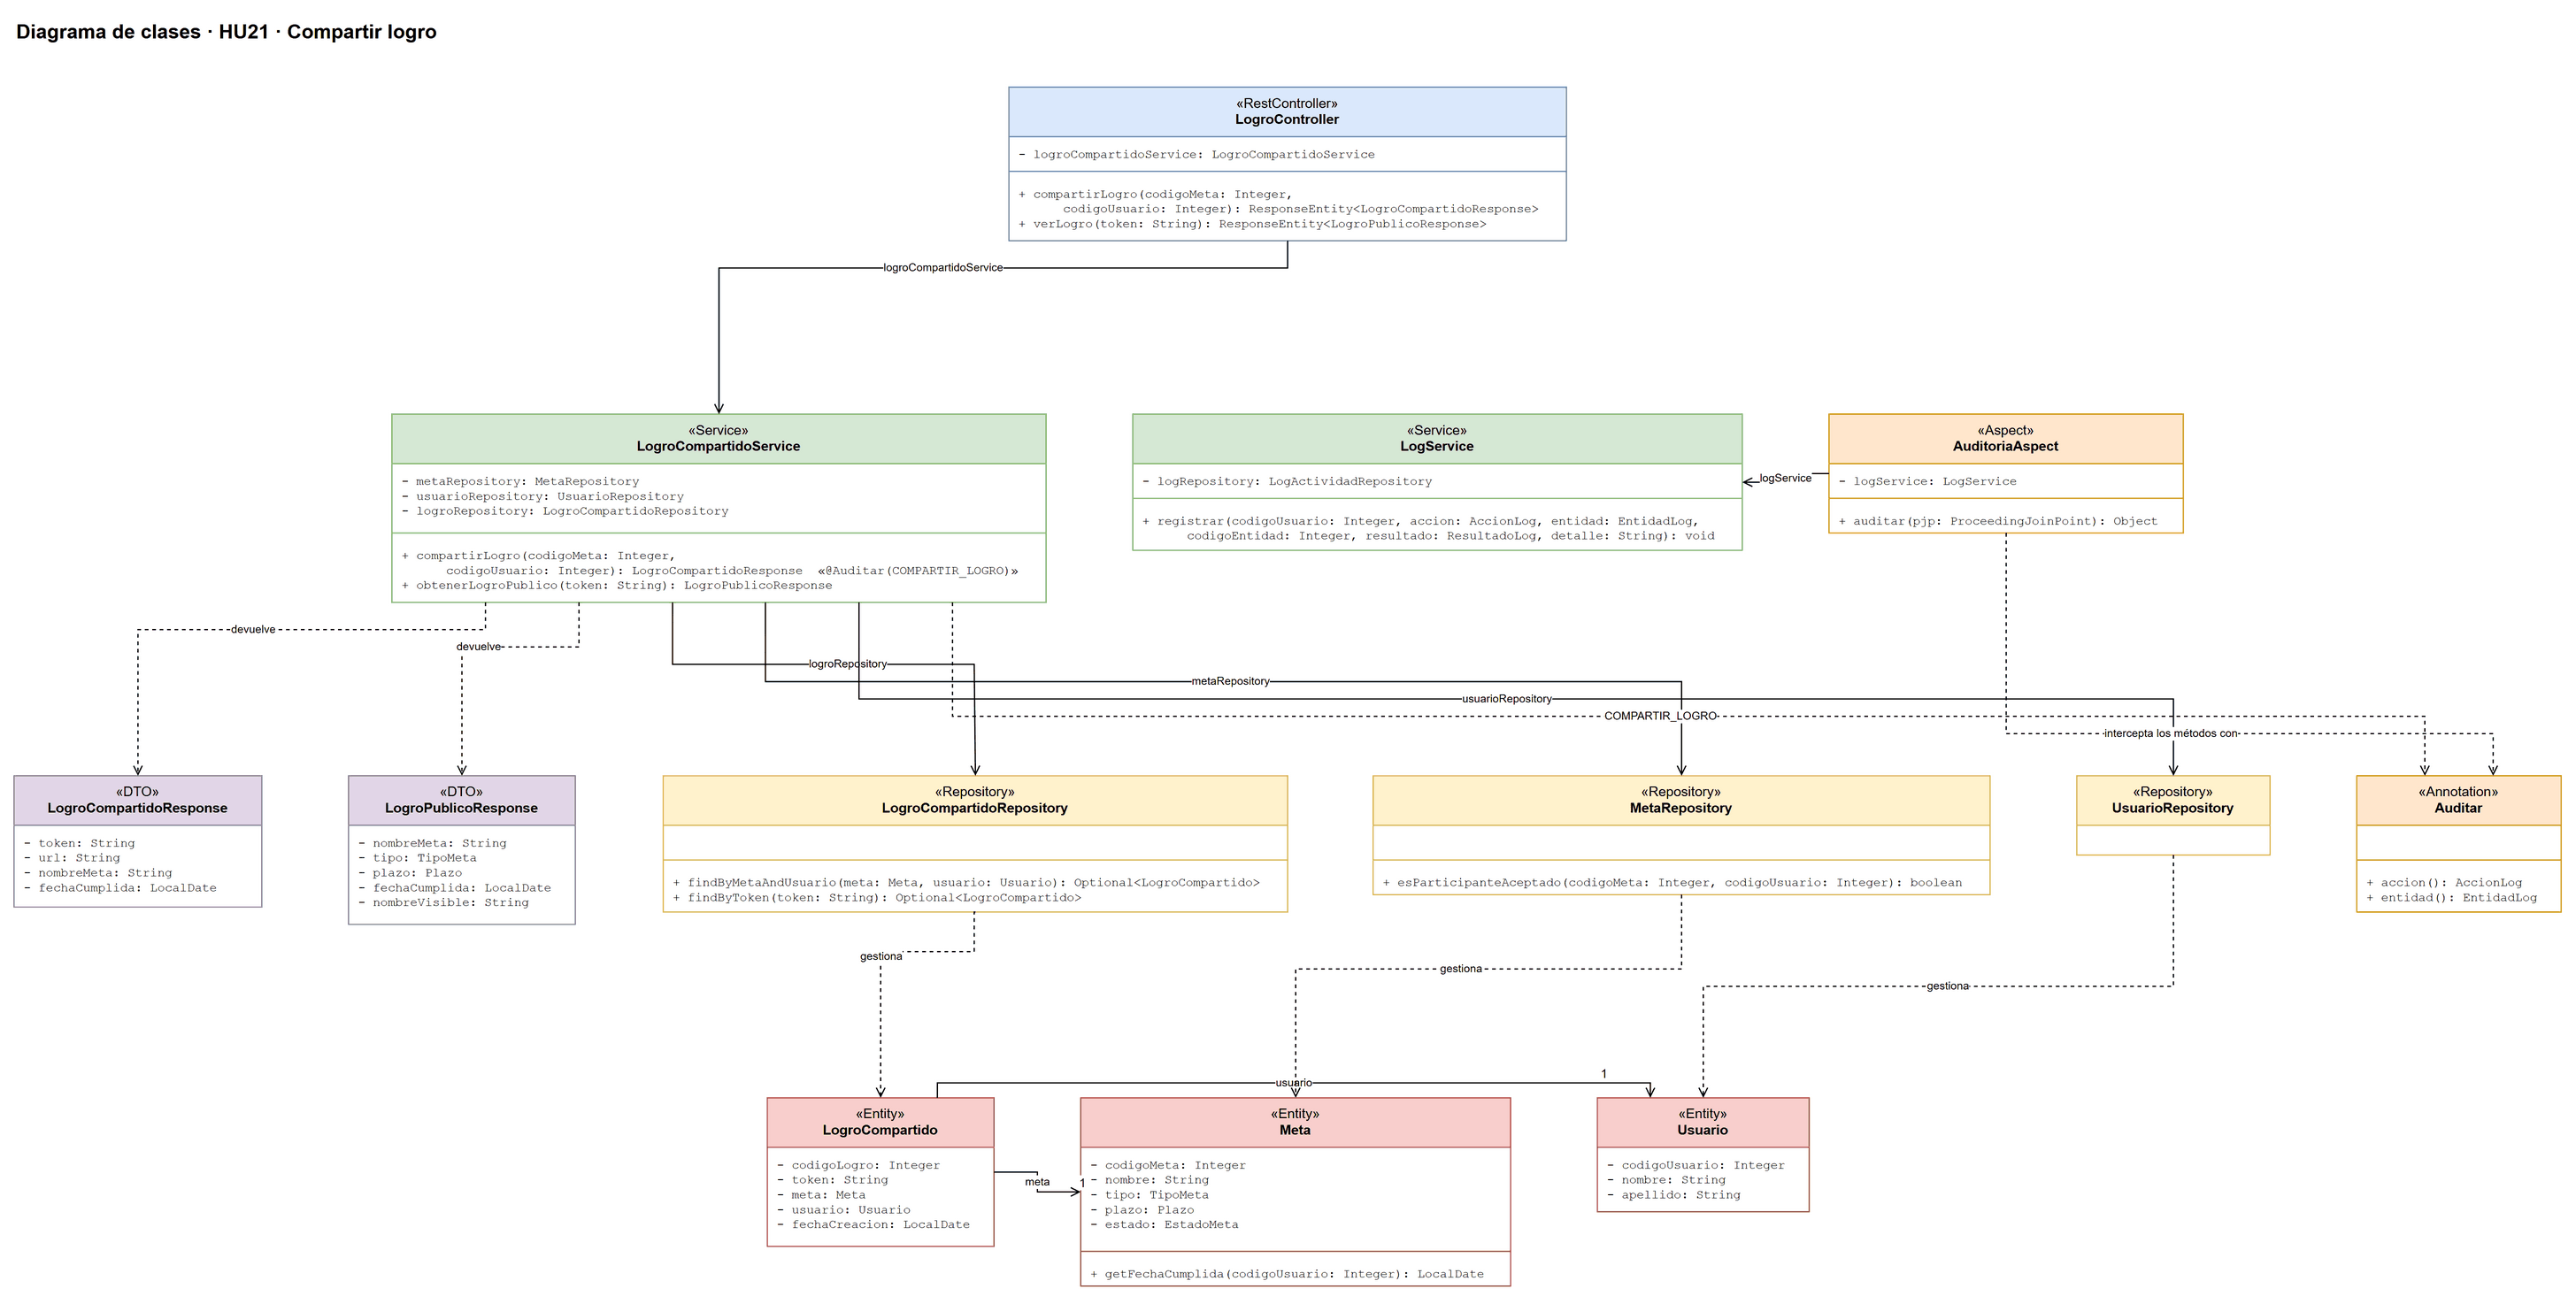 Diagrama de clases · HU21 · Compartir logro
«RestController»
LogroController
- logroCompartidoService: LogroCompartidoService
+ compartirLogro(codigoMeta: Integer,
codigoUsuario: Integer): ResponseEntity<LogroCompartidoResponse>
+ verLogro(token: String): ResponseEntity<LogroPublicoResponse>
logroCompartidoService
«Service»
LogroCompartidoService
- metaRepository: MetaRepository
- usuarioRepository: UsuarioRepository
- logroRepository: LogroCompartidoRepository
+ compartirLogro(codigoMeta: Integer,
codigoUsuario: Integer): LogroCompartidoResponse «@Auditar(COMPARTIR_LOGRO)»
+ obtenerLogroPublico(token: String): LogroPublicoResponse
«Service»
LogService
- logRepository: LogActividadRepository
+ registrar(codigoUsuario: Integer, accion: AccionLog, entidad: EntidadLog,
codigoEntidad: Integer, resultado: ResultadoLog, detalle: String): void
logService
«Aspect»
AuditoriaAspect
- logService: LogService
+ auditar(pjp: ProceedingJoinPoint): Object
devuelve
devuelve
logroRepository
metaRepository
usuarioRepository
COMPARTIR_LOGRO
intercepta los métodos con
«DTO»
LogroCompartidoResponse
- token: String
- url: String
- nombreMeta: String
- fechaCumplida: LocalDate
«DTO»
LogroPublicoResponse
- nombreMeta: String
- tipo: TipoMeta
- plazo: Plazo
- fechaCumplida: LocalDate
- nombreVisible: String
«Repository»
LogroCompartidoRepository
+ findByMetaAndUsuario(meta: Meta, usuario: Usuario): Optional<LogroCompartido>
+ findByToken(token: String): Optional<LogroCompartido>
«Repository»
MetaRepository
+ esParticipanteAceptado(codigoMeta: Integer, codigoUsuario: Integer): boolean
«Repository»
UsuarioRepository
«Annotation»
Auditar
+ accion(): AccionLog
+ entidad(): EntidadLog
gestiona
gestiona
gestiona
usuario
1
«Entity»
LogroCompartido
- codigoLogro: Integer
- token: String
- meta: Meta
- usuario: Usuario
- fechaCreacion: LocalDate
meta
1
«Entity»
Meta
- codigoMeta: Integer
- nombre: String
- tipo: TipoMeta
- plazo: Plazo
- estado: EstadoMeta
+ getFechaCumplida(codigoUsuario: Integer): LocalDate
«Entity»
Usuario
- codigoUsuario: Integer
- nombre: String
- apellido: String